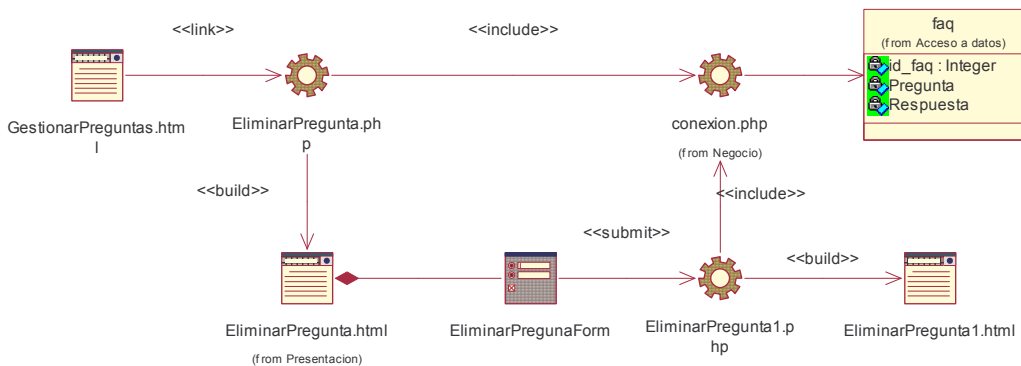 <<link>>
<<include>>
faq
(from Acceso a datos)
id_faq : Integer
Pregunta
Respuesta
GestionarPreguntas.htm
l
EliminarPregunta.ph
p
conexion.php
(from Negocio)
<<build>>
<<include>>
<<submit>>
<<build>>
EliminarPregunta.html
(from Presentacion)
EliminarPregunaForm
EliminarPregunta1.p
hp
EliminarPregunta1.html